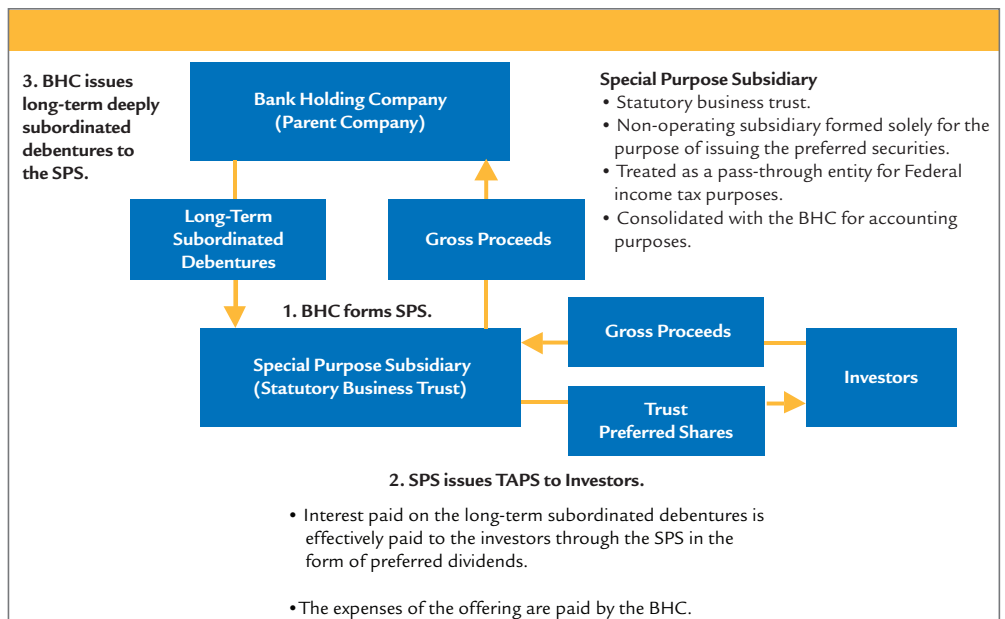 3. BHC issues
long-term deeply
subordinated
debentures to
the SPS.
Bank Holding Company
(Parent Company)
Special Purpose Subsidiary
• Statutory business trust.
• Non-operating subsidiary formed solely for the
purpose of issuing the preferred securities.
• Treated as a pass-through entity for Federal
income tax purposes.
• Consolidated with the BHC for accounting
purposes.
Long-Term
Subordinated
Debentures
Gross Proceeds
1. BHC forms SPS.
Special Purpose Subsidiary
(Statutory Business Trust)
Gross Proceeds
Investors
Trust
Preferred Shares
2. SPS issues TAPS to Investors.
• Interest paid on the long-term subordinated debentures is
effectively paid to the investors through the SPS in the
form of preferred dividends.
•The expenses of the offering are paid by the BHC.